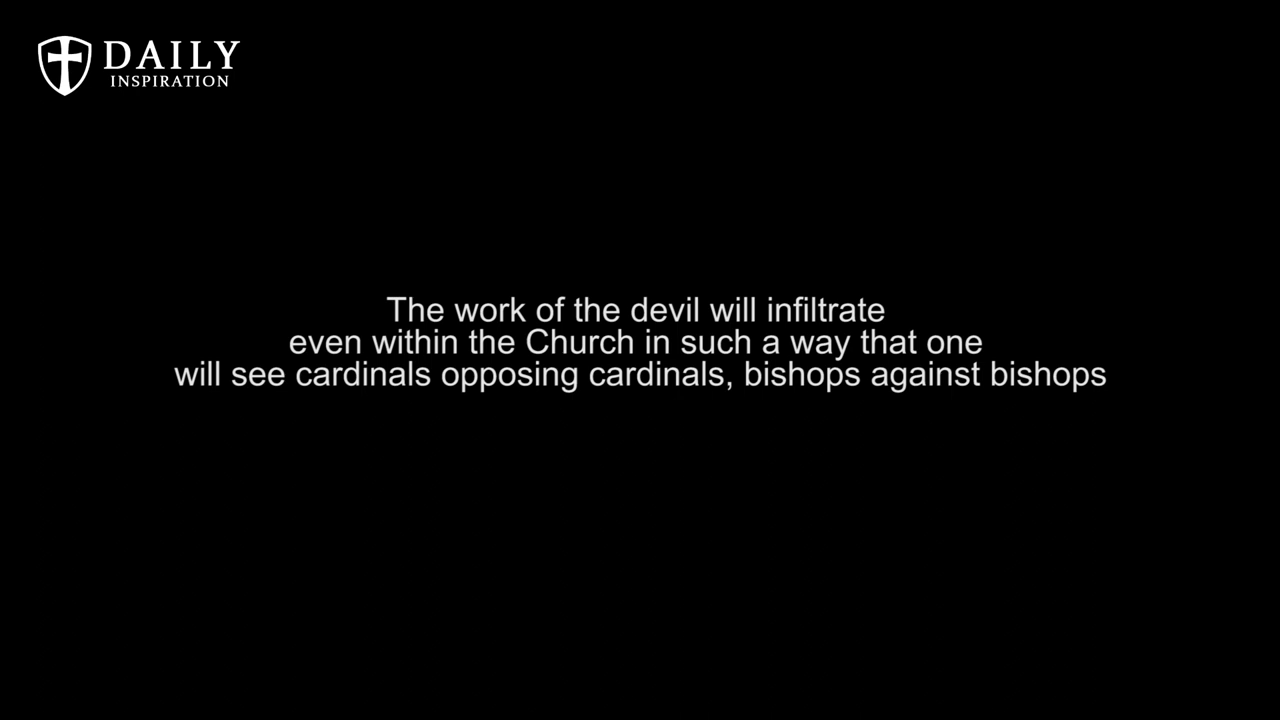 DAILY
INSPIRATION
The work of the devil will infiltrate
even within the Church in such a way that one
will see cardinals opposing cardinals, bishops against bishops